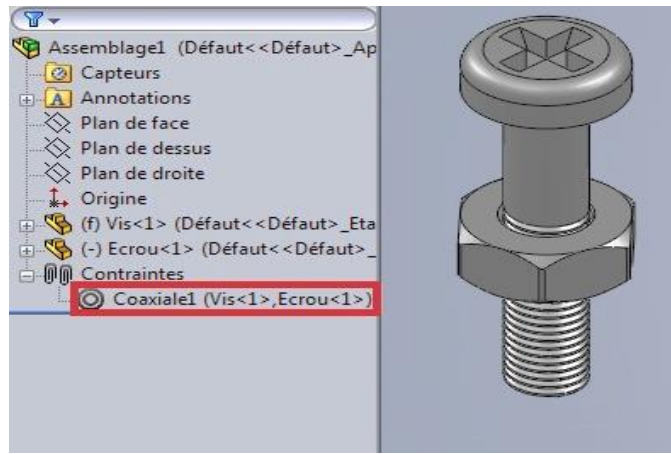 Assemblage1 (Défaut<<Défaut>_Ap
Capteurs
A Annotations
Plan de face
Plan de dessus
Plan de droite
Origine
(f) Vis<1> (Défaut<<Défaut>_Eta
(-) Ecrou<1> (Défaut<<Défaut>_
Contraintes
Coaxiale1 (Vis<1>,Ecrou<1>)